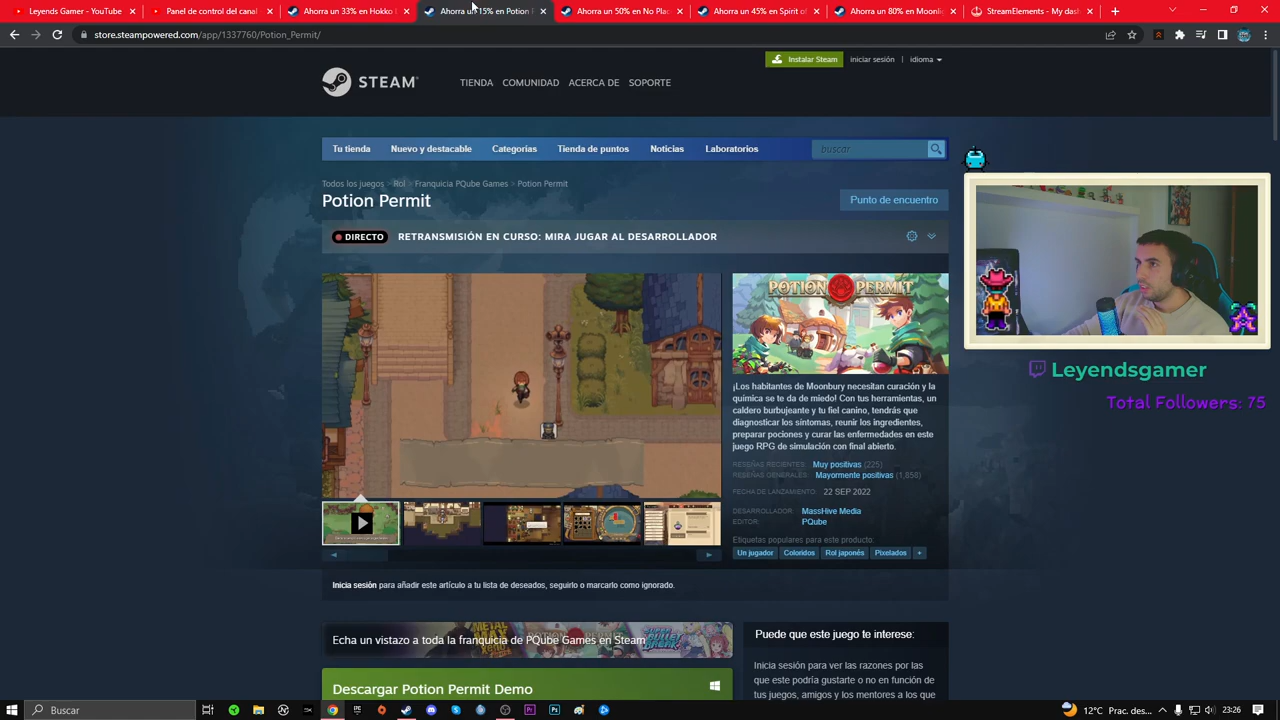 Leyends Gamer - YouTube
Panel de control del canal
Ahorra un 33% en Hokko L
Ahorra un 35% en Potion P
Ahorra un 50% en No Plac
Ahorra un 45% en Spirit of
Ahorra un 80% en Moonlig
StreamElements - My dash
store.steampowered.com/app/1337760/Potion_Permit/
Instalar Steam
iniciar sesión | idioma
STEAM
TIENDA COMUNIDAD ACERCA DE SOPORTE
Tu tienda Nuevo y destacable Categorías Tienda de puntos Noticias Laboratorios
buscar
Todos los juegos > Rol > Franquicia PQube Games > Potion Permit
Potion Permit
Punto de encuentro
DIRECTO RETRANSMISIÓN EN CURSO: MIRA JUGAR AL DESARROLLADOR
POTION PERMIT
¡Los habitantes de Moonbury necesitan curación y la
química se te da de miedo! Con tus herramientas, un
caldero burbujeante y tu fiel canino, tendrás que
diagnosticar los síntomas, reunir los ingredientes,
preparar pociones y curar las enfermedades en este
juego RPG de simulación con final abierto.
RESEÑAS RECIENTES: Muy positivas (225)
RESEÑAS GENERALES: Mayormente positivas (1,858)
FECHA DE LANZAMIENTO: 22 SEP 2022
DESARROLLADOR: MassHive Media
EDITOR: PQube
Etiquetas populares para este producto:
Un jugador Coloridos Rol japonés Pixelados +
Leyendsgamer
Total Followers: 75
Inicia sesión para añadir este artículo a tu lista de deseados, seguirlo o marcarlo como ignorado.
Echa un vistazo a toda la franquicia de PQube Games en Steam
Puede que este juego te interese:
Inicia sesión para ver las razones por las
que este podría gustarte o no en función de
tus juegos, amigos y los mentores a los que
Descargar Potion Permit Demo
Buscar
12°C Prac. des... 23:26